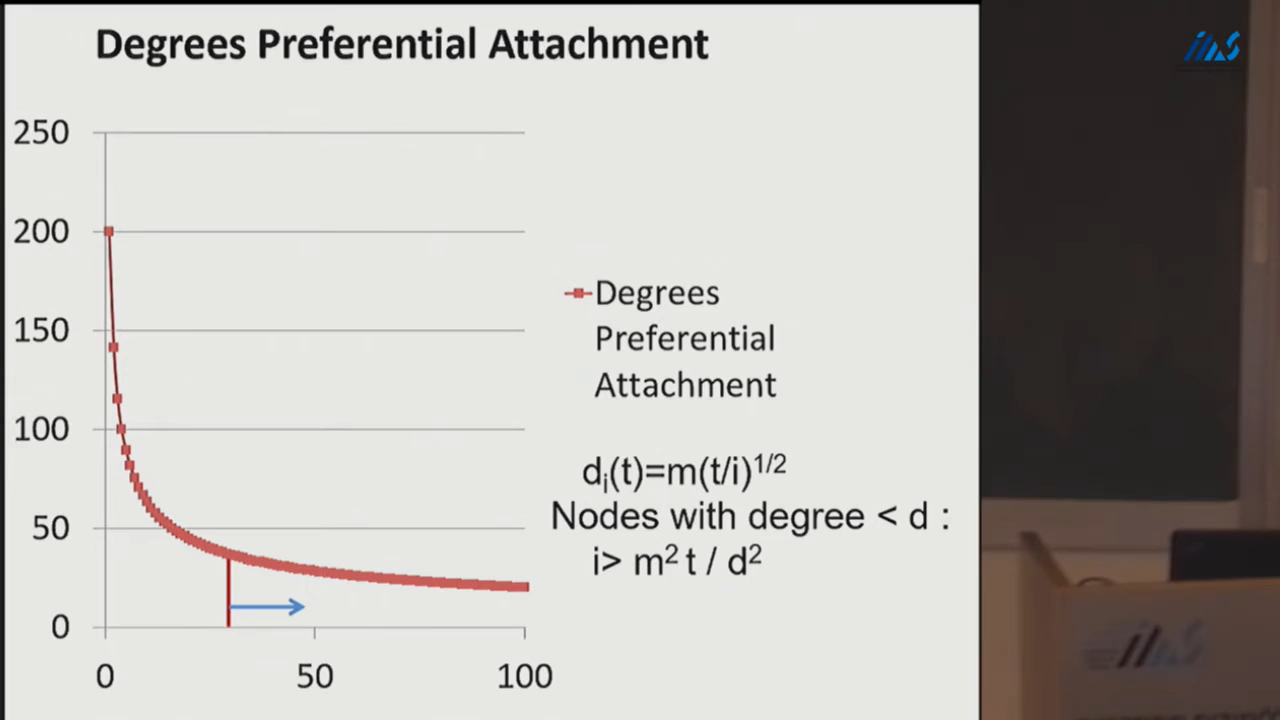 Degrees Preferential Attachment
250
200
150
100
50
0
0 50 100
Degrees
Preferential
Attachment
dᵢ(t)=m(t/i)^1/2
Nodes with degree < d :
i> m² t / d²